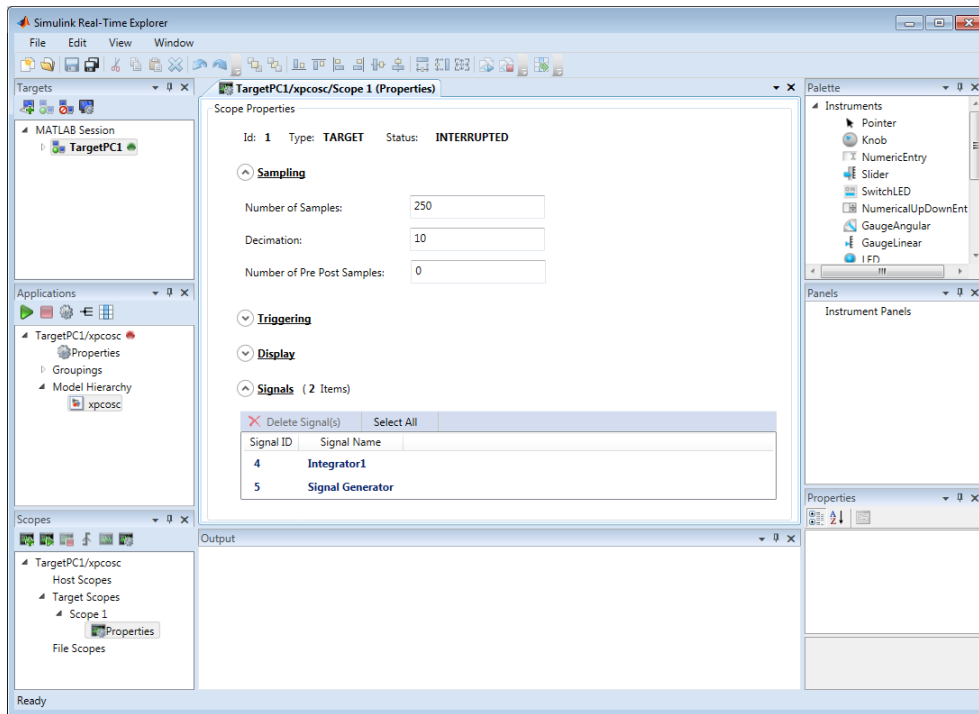 Simulink Real-Time Explorer
File Edit View Window
Targets
MATLAB Session
TargetPC1
Applications
TargetPC1/xpcosc
Properties
Groupings
Model Hierarchy
xpcosc
Scopes
TargetPC1/xpcosc
Host Scopes
Target Scopes
Scope 1
Properties
File Scopes
TargetPC1/xpcosc/Scope 1 (Properties)
Scope Properties
Id: 1 Type: TARGET Status: INTERRUPTED
Sampling
Number of Samples: 250
Decimation: 10
Number of Pre Post Samples: 0
Triggering
Display
Signals ( 2 Items)
Delete Signal(s) Select All
Signal ID Signal Name
4 Integrator1
5 Signal Generator
Output
Palette
Instruments
Pointer
Knob
NumericEntry
Slider
SwitchLED
NumericalUpDownEnt
GaugeAngular
GaugeLinear
LED
Panels
Instrument Panels
Properties
Ready